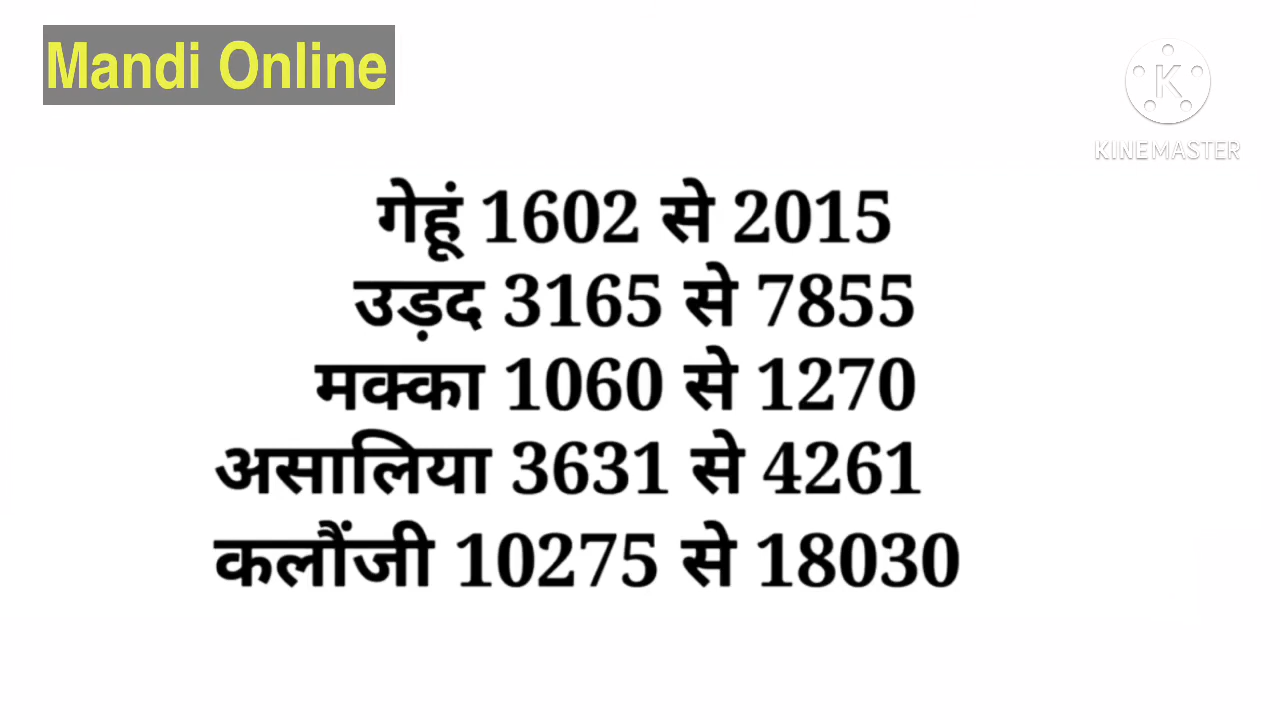 Mandi Online
K
KINEMASTER
गेहूं 1602 से 2015
उड़द 3165 से 7855
मक्का 1060 से 1270
असालिया 3631 से 4261
कलौंजी 10275 से 18030